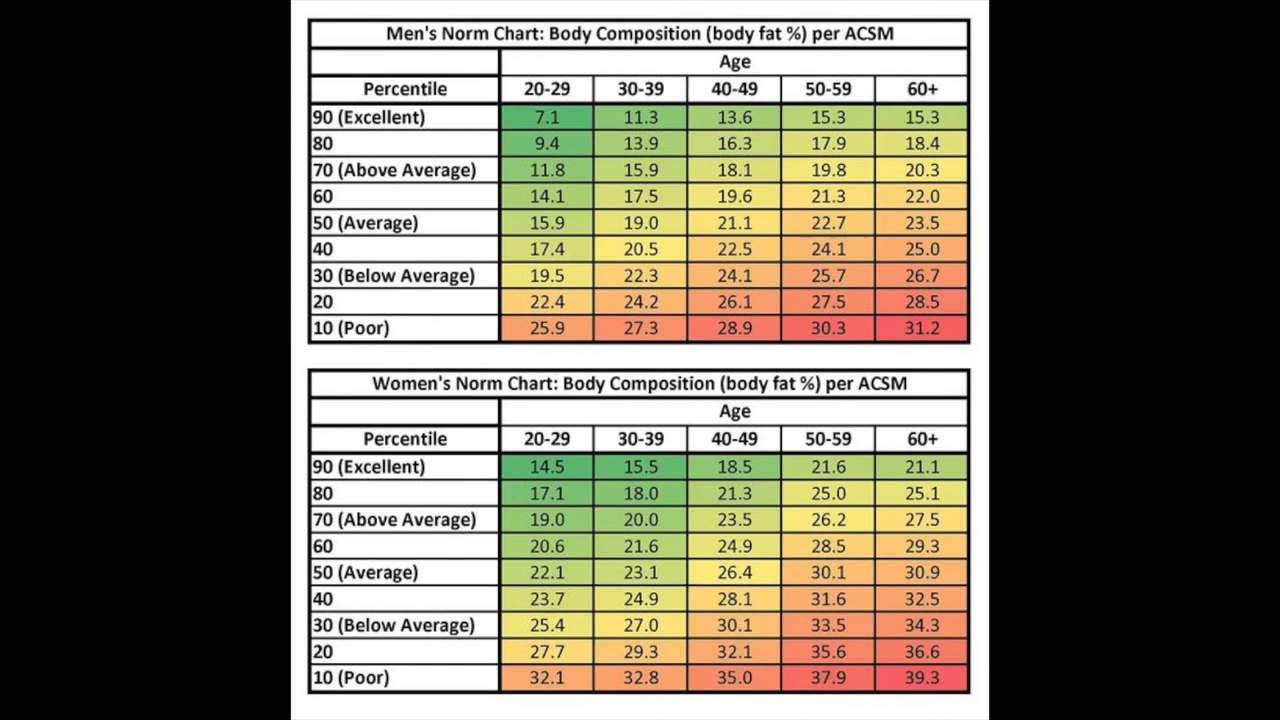 Men's Norm Chart: Body Composition (body fat %) per ACSM
Age
Percentile 20-29 30-39 40-49 50-59 60+
90 (Excellent) 7.1 11.3 13.6 15.3 15.3
80 9.4 13.9 16.3 17.9 18.4
70 (Above Average) 11.8 15.9 18.1 19.8 20.3
60 14.1 17.5 19.6 21.3 22.0
50 (Average) 15.9 19.0 21.1 22.7 23.5
40 17.4 20.5 22.5 24.1 25.0
30 (Below Average) 19.5 22.3 24.1 25.7 26.7
20 22.4 24.2 26.1 27.5 28.5
10 (Poor) 25.9 27.3 28.9 30.3 31.2
Women's Norm Chart: Body Composition (body fat %) per ACSM
Age
Percentile 20-29 30-39 40-49 50-59 60+
90 (Excellent) 14.5 15.5 18.5 21.6 21.1
80 17.1 18.0 21.3 25.0 25.1
70 (Above Average) 19.0 20.0 23.5 26.2 27.5
60 20.6 21.6 24.9 28.5 29.3
50 (Average) 22.1 23.1 26.4 30.1 30.9
40 23.7 24.9 28.1 31.6 32.5
30 (Below Average) 25.4 27.0 30.1 33.5 34.3
20 27.7 29.3 32.1 35.6 36.6
10 (Poor) 32.1 32.8 35.0 37.9 39.3